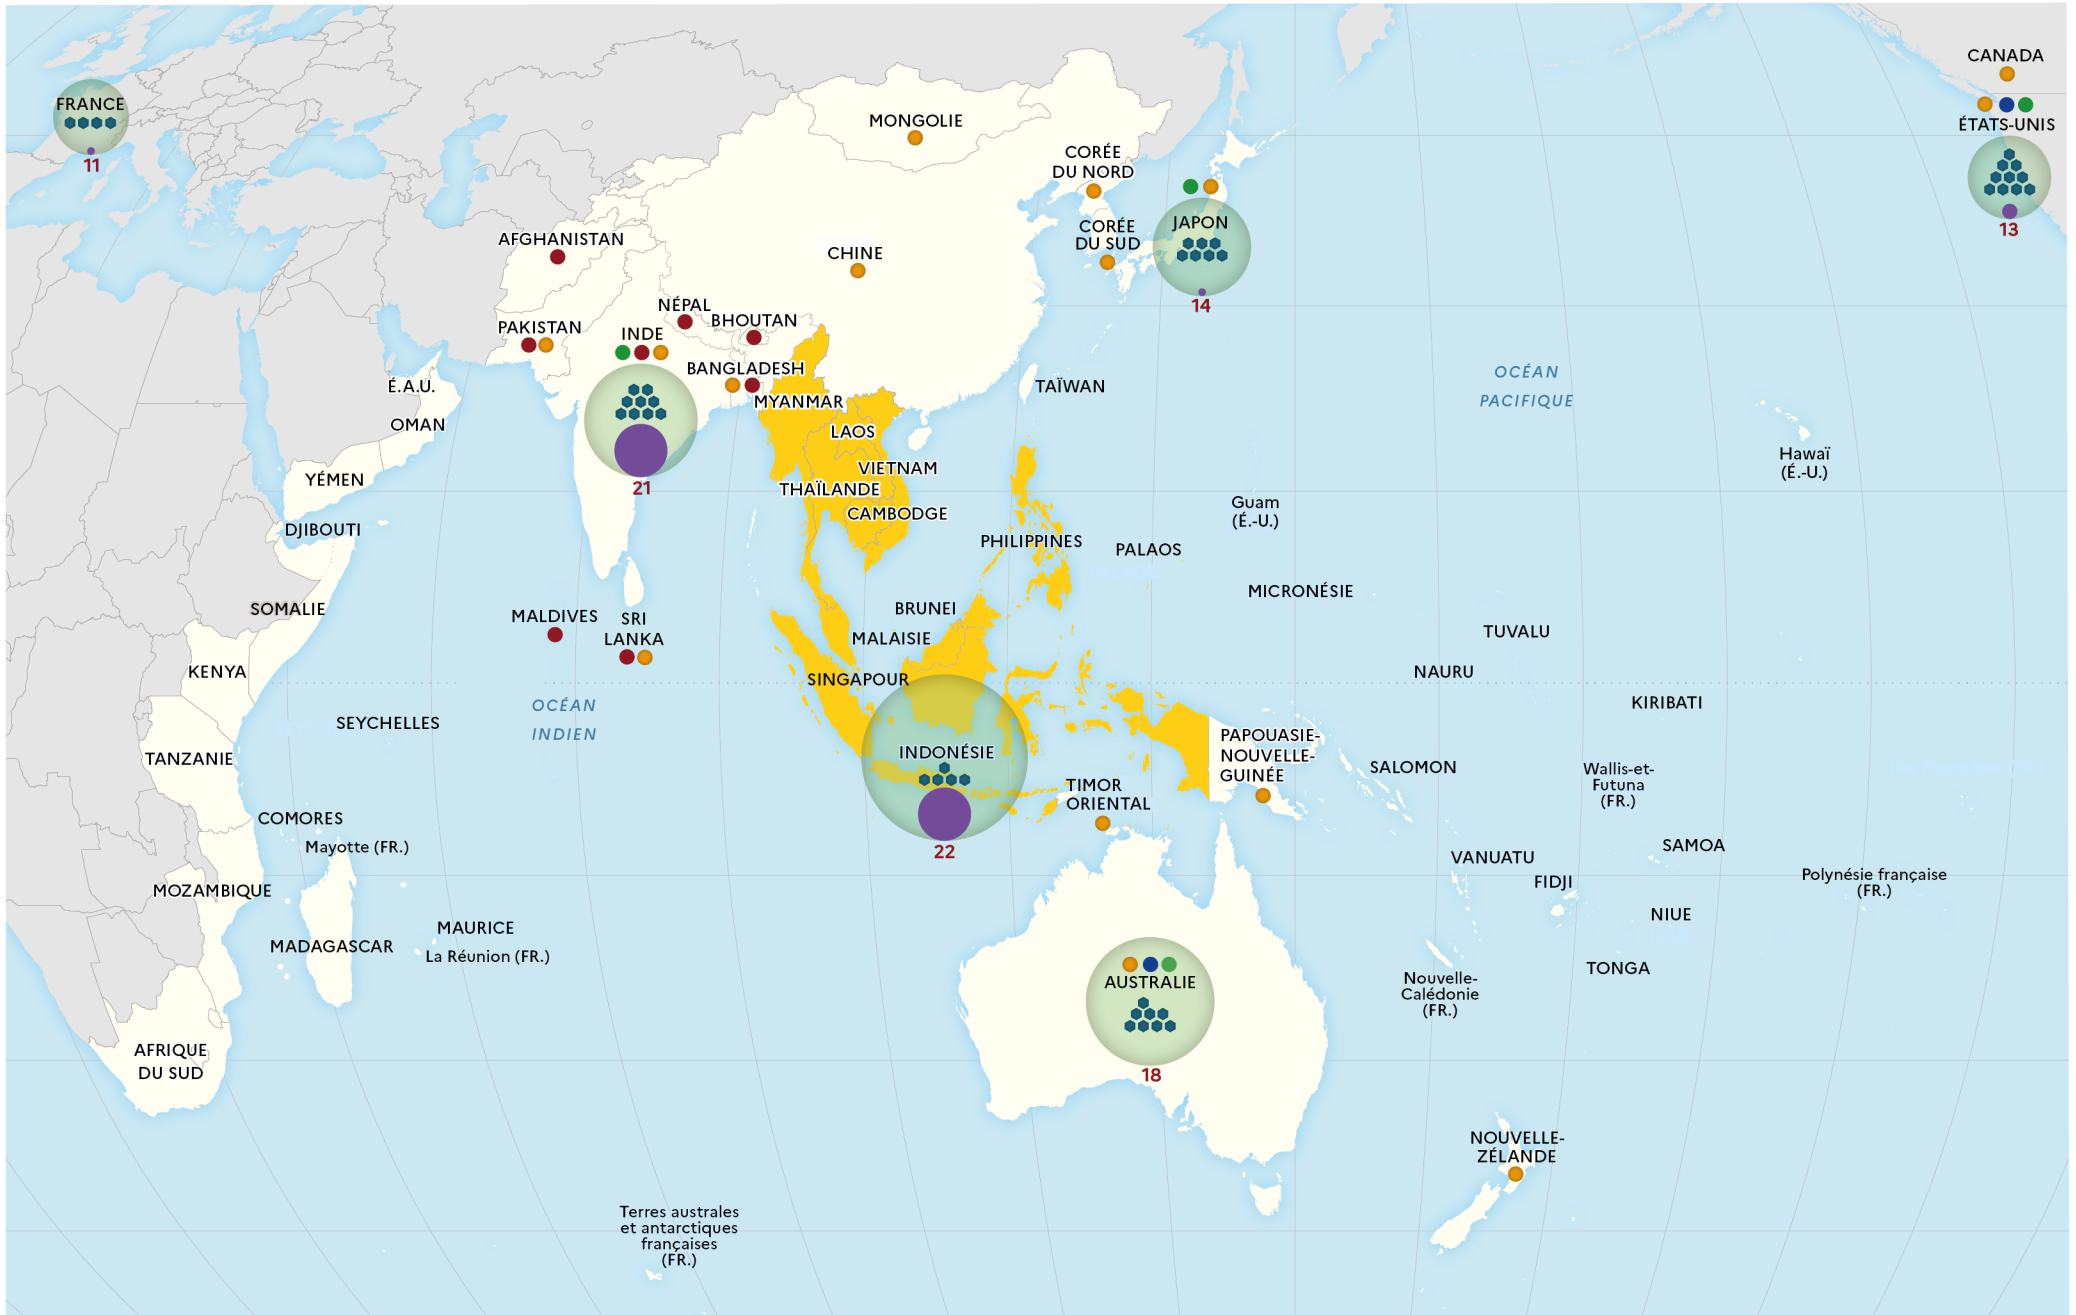 CANADA
FRANCE
11
ÉTATS-UNIS
13
MONGOLIE
CORÉE
DU NORD
CORÉE
DU SUD
JAPON
14
AFGHANISTAN
CHINE
NÉPAL
BHOUTAN
PAKISTAN
INDE
21
BANGLADESH
MYANMAR
TAÏWAN
É.A.U.
OMAN
YÉMEN
DJIBOUTI
LAOS
VIETNAM
THAÏLANDE
CAMBODGE
OCÉAN
PACIFIQUE
Hawaï
(É.-U.)
Guam
(É.-U.)
PHILIPPINES
PALAOS
MICRONÉSIE
SOMALIE
MALDIVES
SRI
LANKA
BRUNEI
MALAISIE
SINGAPOUR
TUVALU
NAURU
KIRIBATI
KENYA
SEYCHELLES
OCÉAN
INDIEN
TANZANIE
INDONÉSIE
22
PAPOUASIE-
NOUVELLE-
GUINÉE
TIMOR
ORIENTAL
SALOMON
Wallis-et-
Futuna
(FR.)
COMORES
Mayotte (FR.)
MOZAMBIQUE
VANUATU
SAMOA
FIDJI
Polynésie française
(FR.)
NIUE
MADAGASCAR
MAURICE
La Réunion (FR.)
TONGA
Nouvelle-
Calédonie
(FR.)
AUSTRALIE
18
AFRIQUE
DU SUD
NOUVELLE-
ZÉLANDE
Terres australes
et antarctiques
françaises
(FR.)